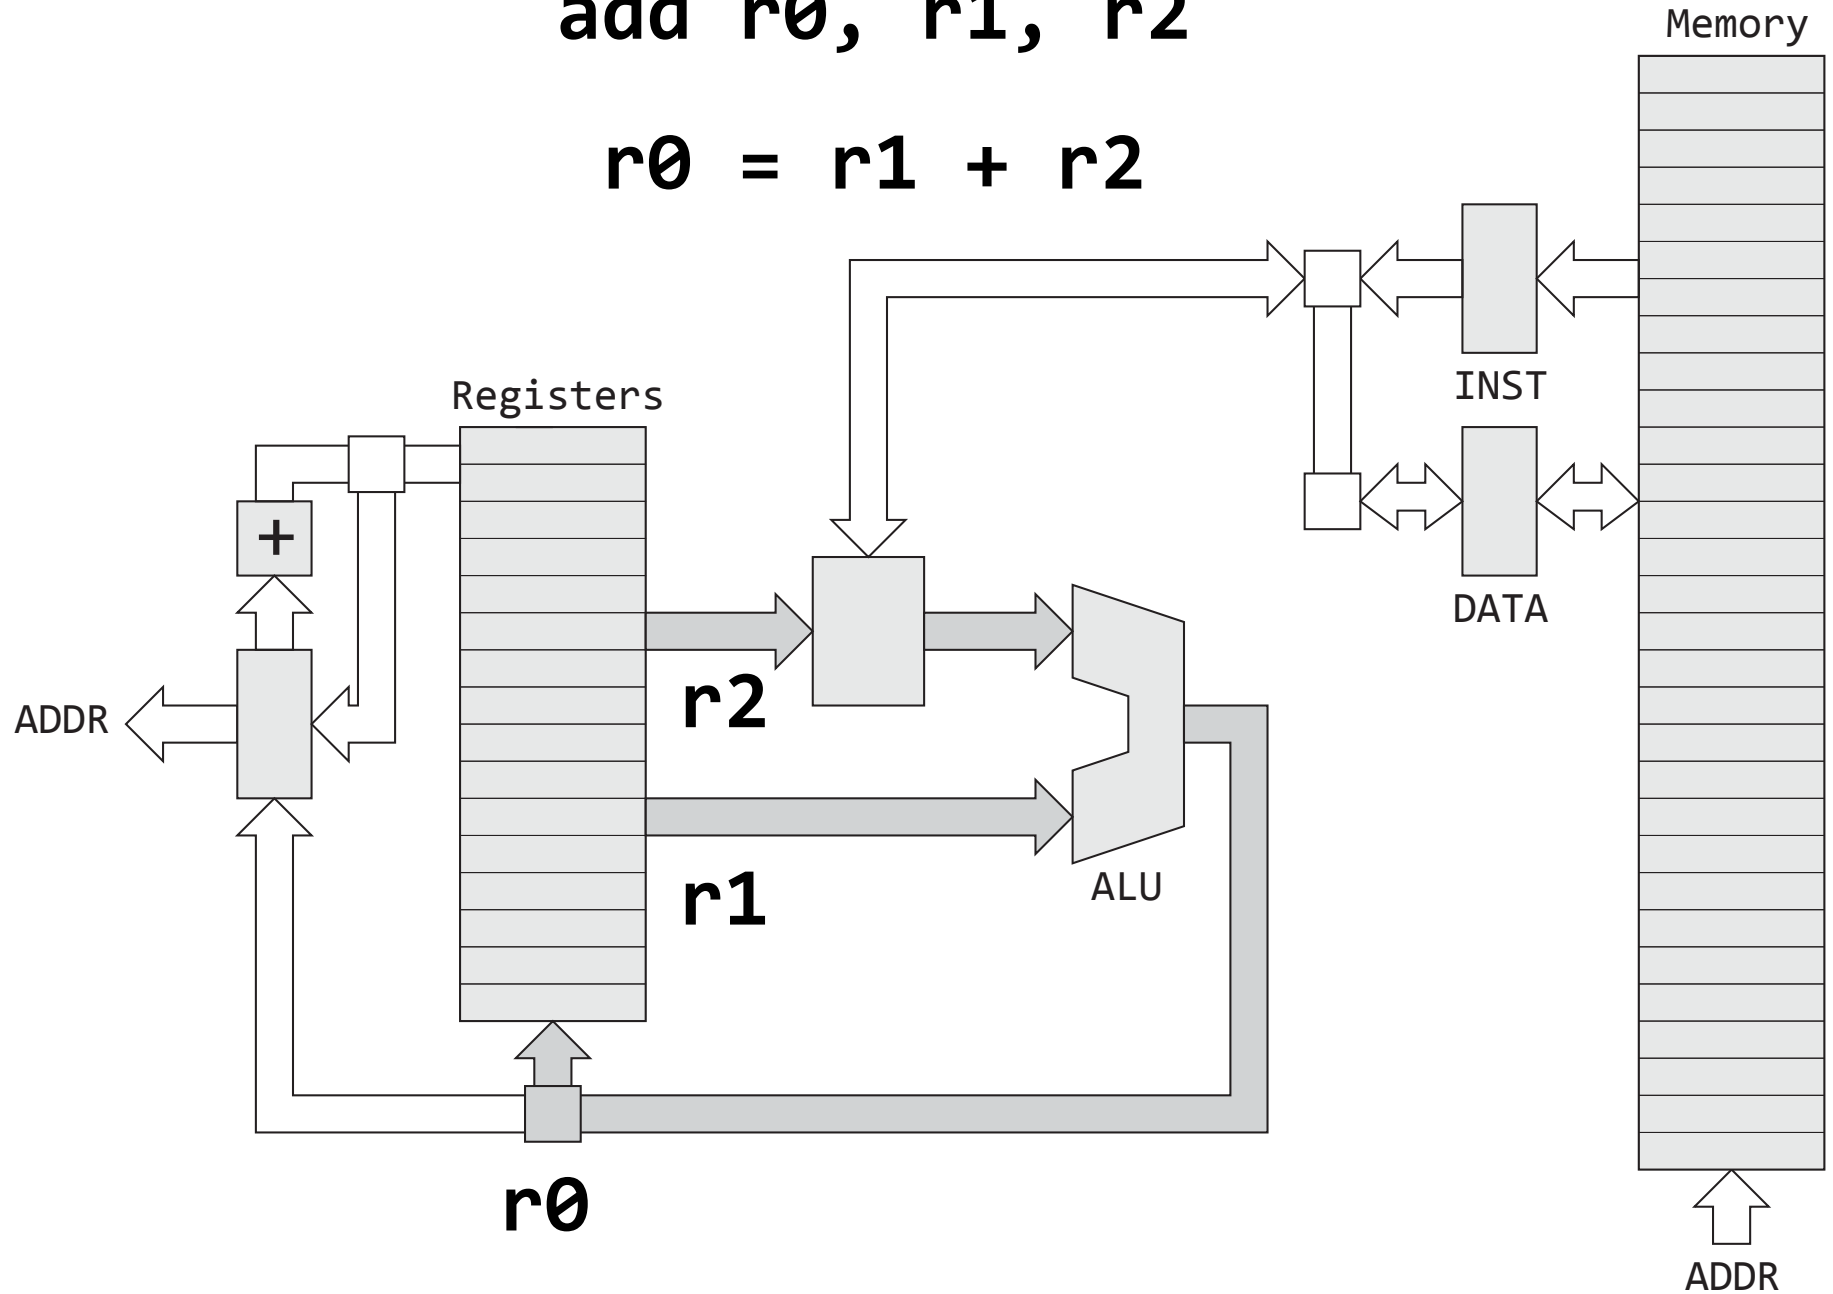 add r0, r1, r2
Memory
r0 = r1 + r2
INST
Registers
+
DATA
r2
ADDR
r1
ALU
r0
ADDR